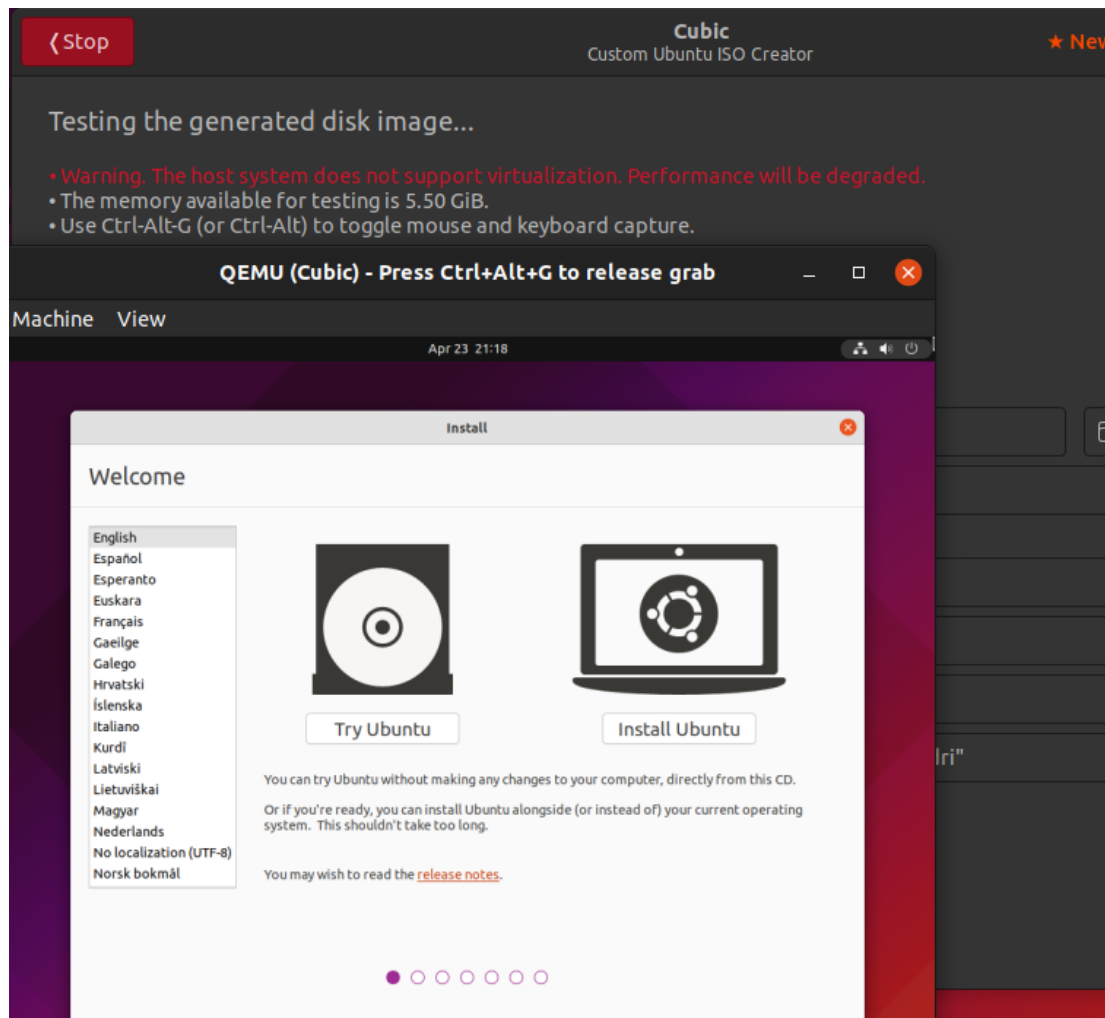 ❬Stop
Cubic
Custom Ubuntu ISO Creator
★ New
Testing the generated disk image...
• Warning. The host system does not support virtualization. Performance will be degraded.
• The memory available for testing is 5.50 GiB.
• Use Ctrl-Alt-G (or Ctrl-Alt) to toggle mouse and keyboard capture.
QEMU (Cubic) - Press Ctrl+Alt+G to release grab
Machine View
Apr 23 21:18
Install
Welcome
English
Español
Esperanto
Euskara
Français
Gaeilge
Galego
Hrvatski
Íslenska
Italiano
Kurdî
Latviski
Lietuviškai
Magyar
Nederlands
No localization (UTF-8)
Norsk bokmål
Try Ubuntu
Install Ubuntu
You can try Ubuntu without making any changes to your computer, directly from this CD.
Or if you're ready, you can install Ubuntu alongside (or instead of) your current operating
system. This shouldn't take too long.
You may wish to read the release notes.
lri"